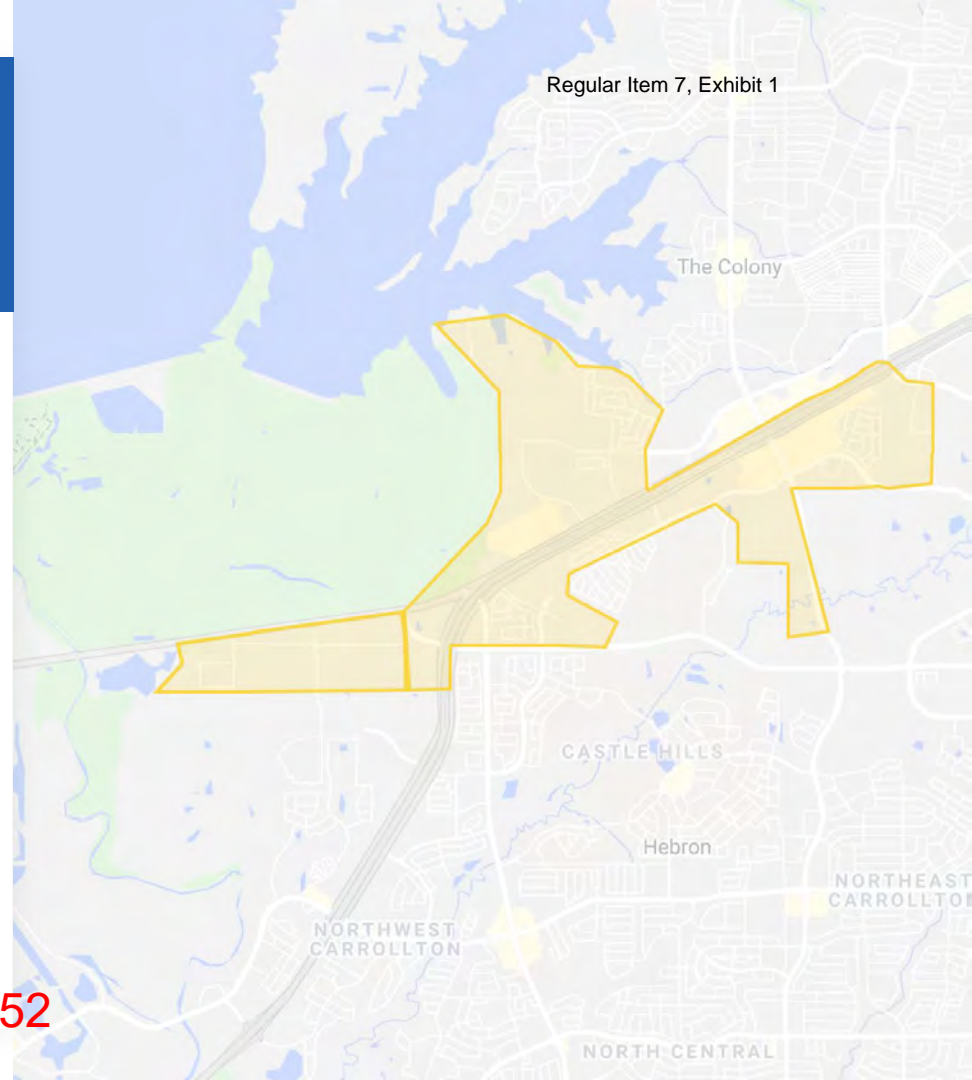 Regular Item 7, Exhibit 1
The Colony
CASTLE HILLS
Hebron
NORTHEAST
CARROLLTON
NORTHWEST
CARROLLTON
52
NORTH CENTRAL